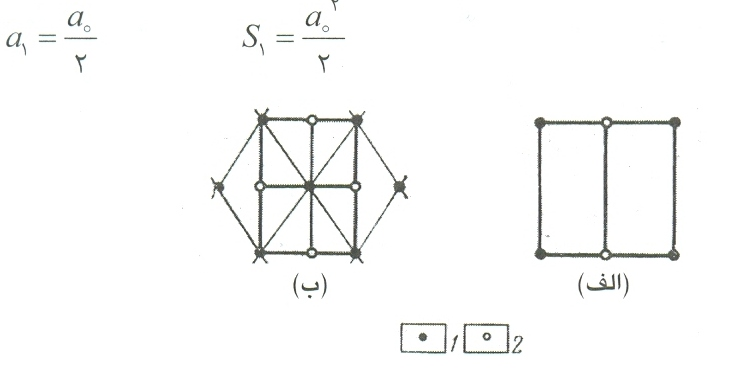 a₁ = a₀/۲ S₁ = a₀²/۲
(ب) (الف)
1 2